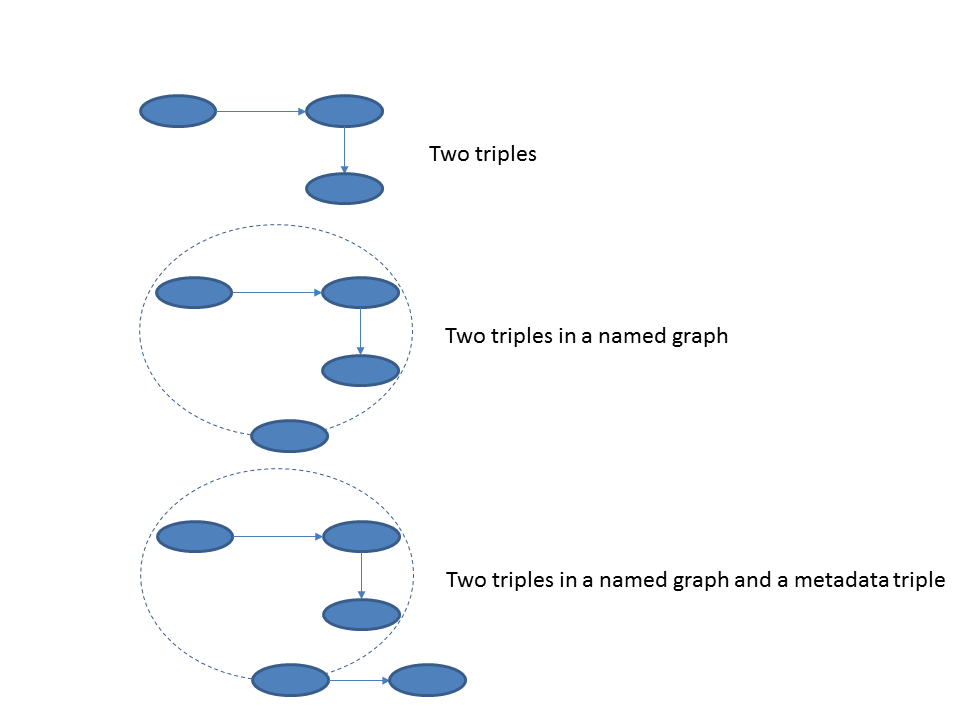 Two triples
Two triples in a named graph
Two triples in a named graph and a metadata triple